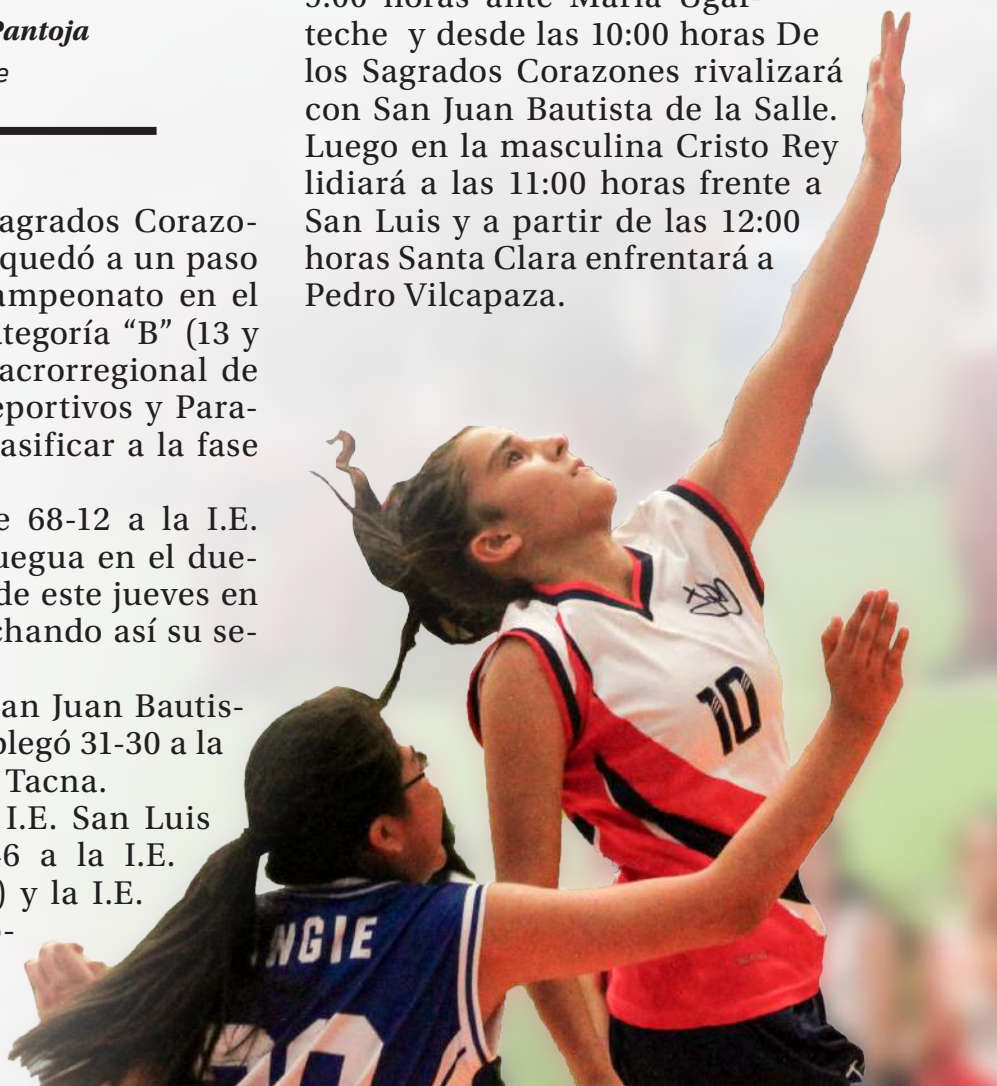 Pantoja
teche y desde las 10:00 horas De
los Sagrados Corazones rivalizará
con San Juan Bautista de la Salle.
Luego en la masculina Cristo Rey
lidiará a las 11:00 horas frente a
San Luis y a partir de las 12:00
horas Santa Clara enfrentará a
Pedro Vilcapaza.
agrados Corazo-
quedó a un paso
ampeonato en el
tegoría “B” (13 y
acrorregional de
eportivos y Para-
asificar a la fase
e 68-12 a la I.E.
uegua en el due-
de este jueves en
chando así su se-
an Juan Bautis-
plegó 31-30 a la
Tacna.
I.E. San Luis
6 a la I.E.
) y la I.E.
10
NGIE